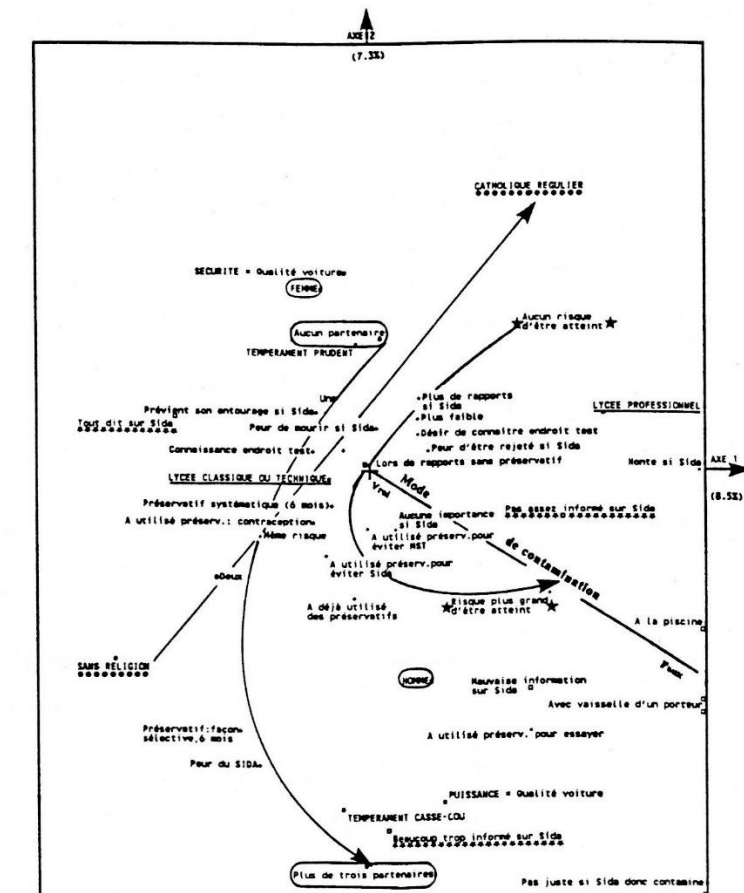 AXE 2
(7.3%)
CATHOLIQUE REGULIER
SECURITE = Qualité voiture
FEMME
Aucun risque
d'être atteint
Aucun partenaire
TEMPERAMENT PRUDENT
Une
Plus de rapports
si Sida
LYCEE PROFESSIONNEL
Prévient son entourage si Sida
Plus faible
Tout dit sur Sida
Peur de mourir si Sida
Désir de connaître endroit test
Connaissance endroit test
Peur d'être rejeté si Sida
Lors de rapports sans préservatif
Honte si Sida
AXE 1
LYCEE CLASSIQUE OU TECHNIQUE
Vrai
Mode
(8.5%)
Préservatif systématique (6 mois)
Aucune importance
si Sida
Pas assez informé sur Sida
A utilisé préserv.: contraception
Même risque
A utilisé préserv.pour
éviter MST
de contamination
A utilisé préserv.pour
éviter Sida
Deux
A déjà utilisé
des préservatifs
Risque plus grand
d'être atteint
A la piscine
SANS RELIGION
HOMME
Mauvaise information
sur Sida
Faux
Avec vaisselle d'un porteur
Préservatif:façon
sélective,6 mois
A utilisé préserv. pour essayer
Peur du SIDA
PUISSANCE = Qualité voiture
TEMPERAMENT CASSE-COU
Beaucoup trop informé sur Sida
Plus de trois partenaires
Pas juste si Sida donc contamine